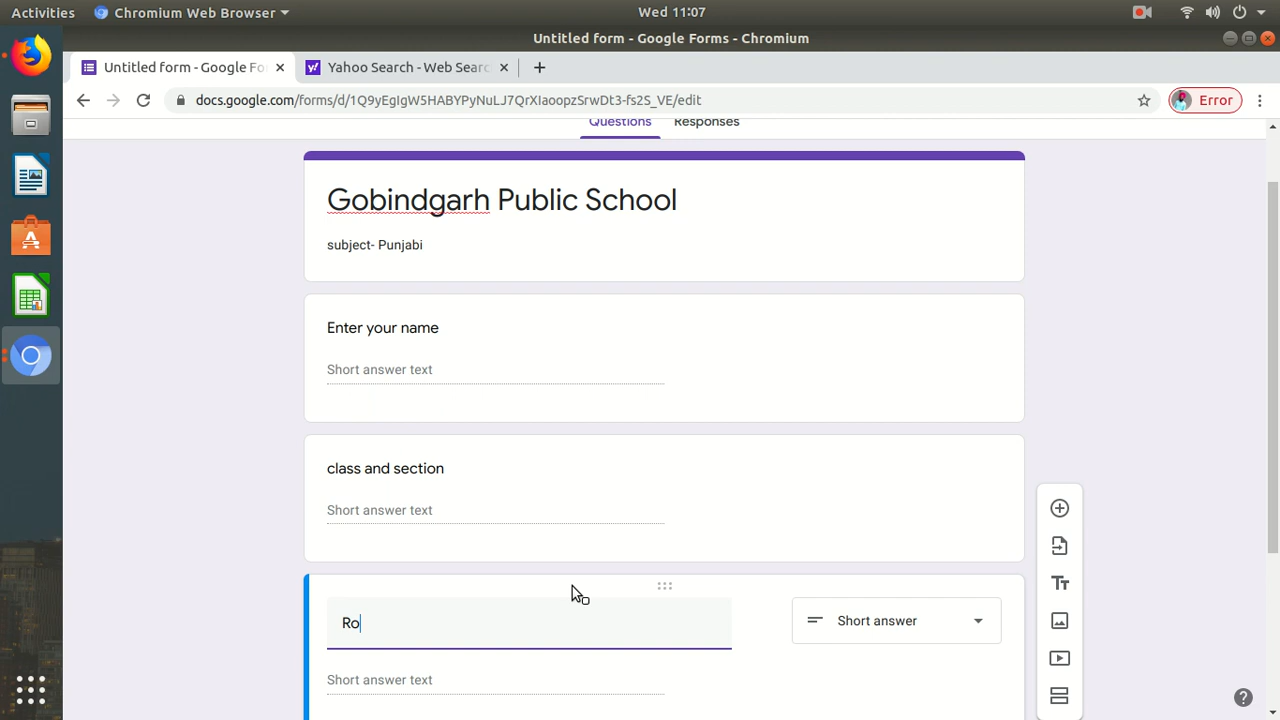 Activities Chromium Web Browser Wed 11:07
Untitled form - Google Forms - Chromium
Untitled form - Google Fo Yahoo Search - Web Searc
docs.google.com/forms/d/1Q9yEgIgW5HABYPyNuLJ7QrXIaoopzSrwDt3-fs2S_VE/edit Error
Questions Responses
Gobindgarh Public School
subject- Punjabi
Enter your name
Short answer text
class and section
Short answer text
Ro Short answer
Short answer text